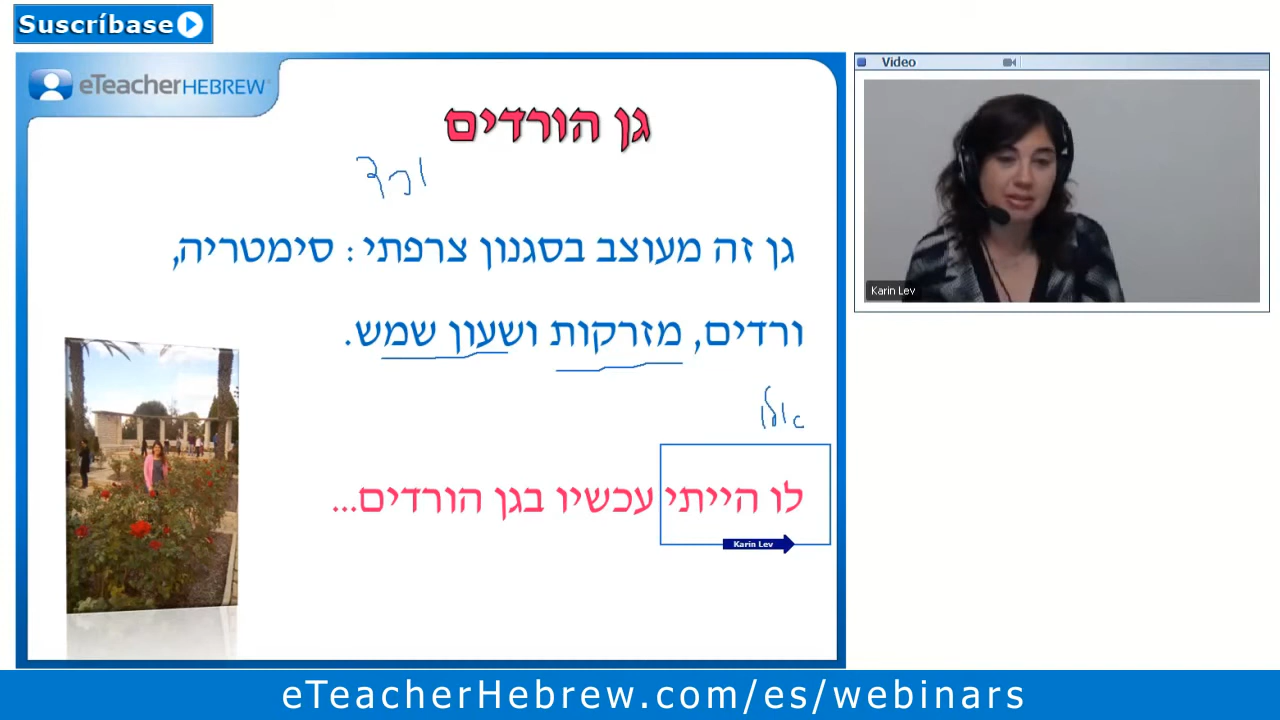 Suscríbase
eTeacherHEBREW®
גן הורדים
ורד
גן זה מעוצב בסגנון צרפתי: סימטריה,
ורדים, מזרקות ושעון שמש.
אילו
לו הייתי עכשיו בגן הורדים...
Karin Lev
Video
Karin Lev
eTeacherHebrew.com/es/webinars